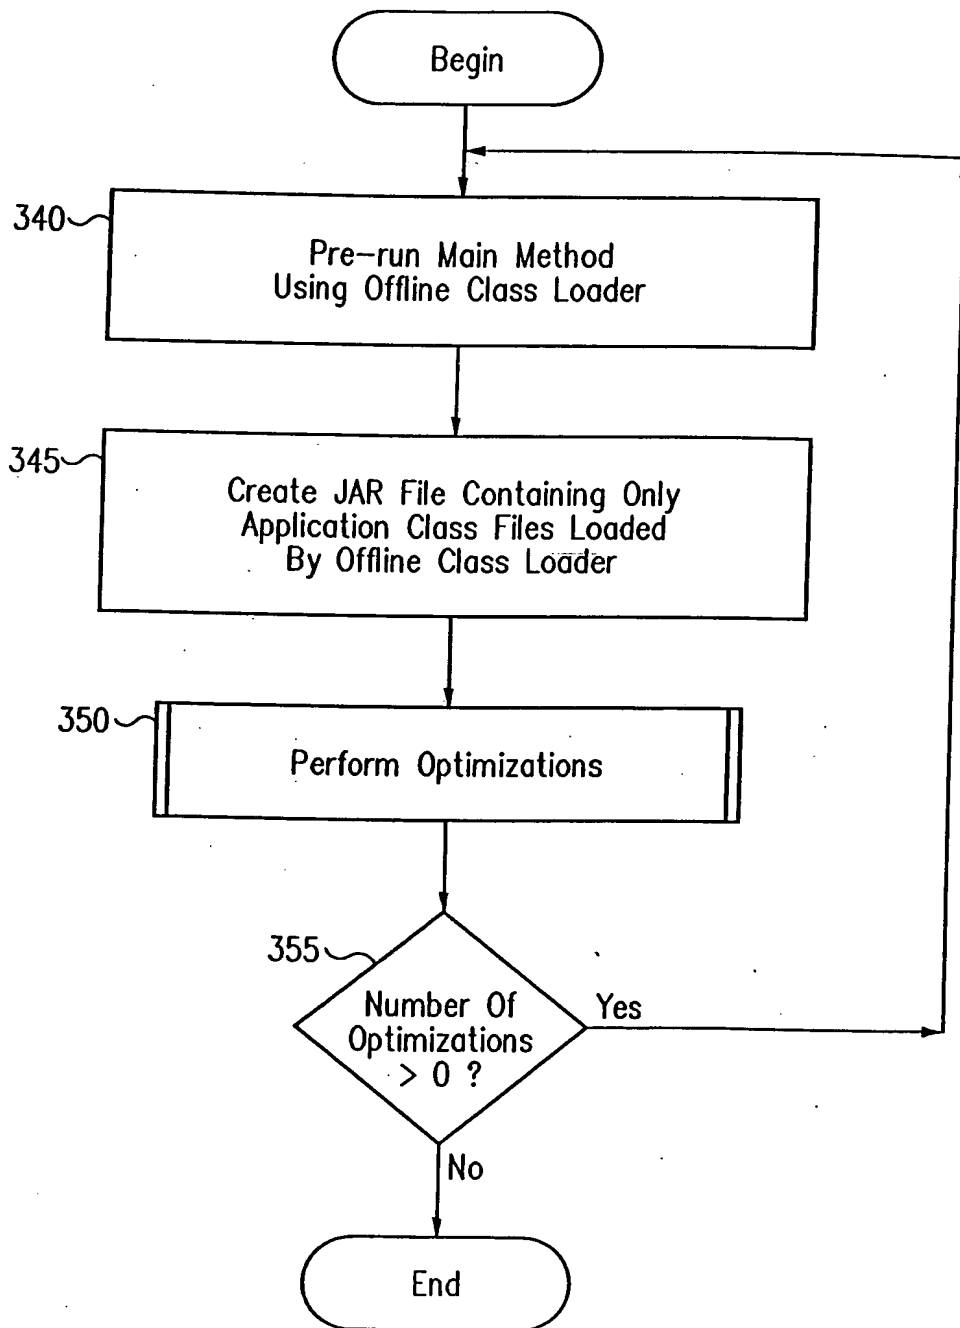 Begin
340
Pre-run Main Method
Using Offline Class Loader
345
Create JAR File Containing Only
Application Class Files Loaded
By Offline Class Loader
350
Perform Optimizations
355
Number Of
Optimizations
> 0 ?
Yes
No
End